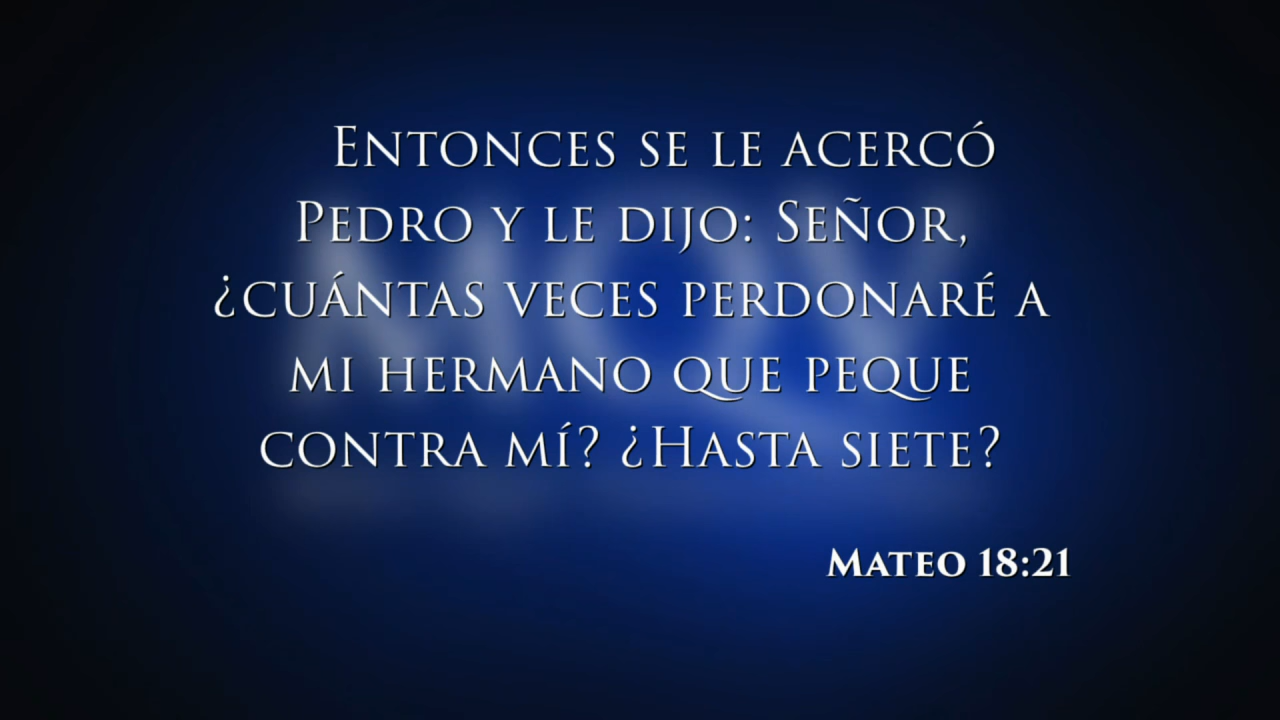 Entonces se le acercó
Pedro y le dijo: Señor,
¿cuántas veces perdonaré a
mi hermano que peque
contra mí? ¿Hasta siete?
Mateo 18:21